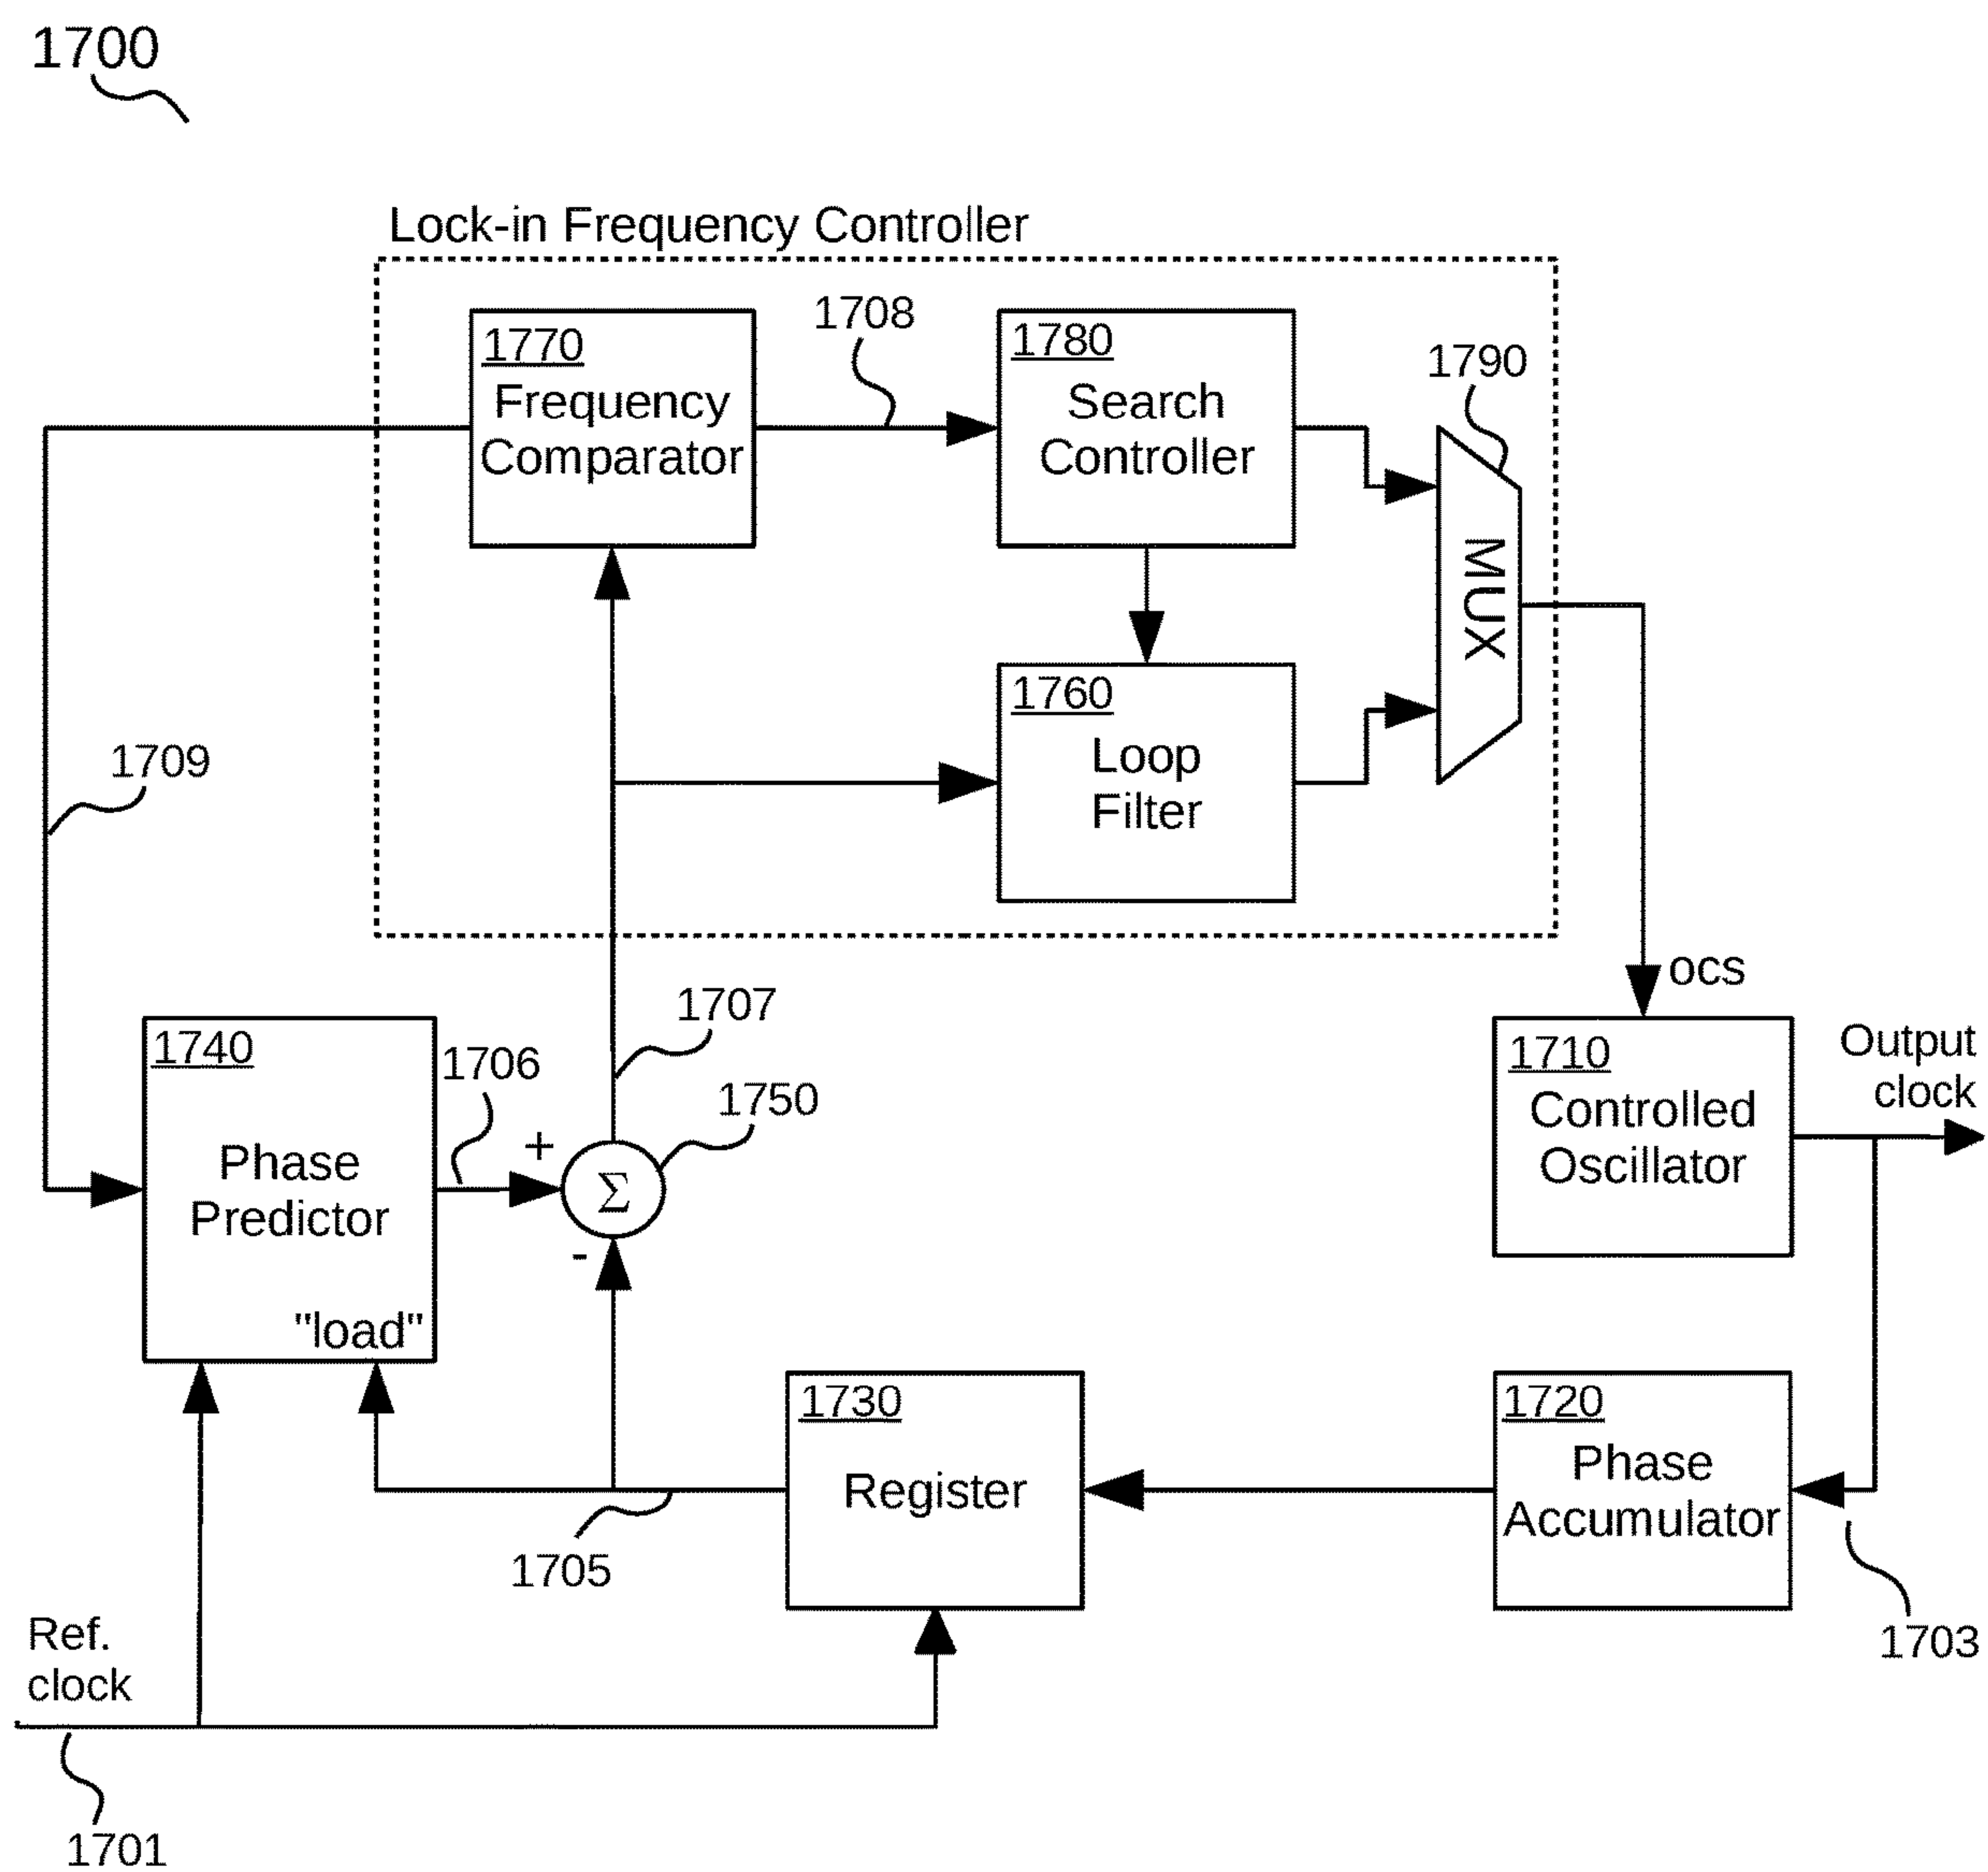 1700
Lock-in Frequency Controller
1770
Frequency
Comparator
1708
1780
Search
Controller
1790
MUX
1760
Loop
Filter
1709
ocs
1707
1740
Phase
Predictor
"load"
1706
+
1750
Σ
-
1710
Controlled
Oscillator
Output
clock
1730
Register
1720
Phase
Accumulator
1705
1703
Ref.
clock
1701